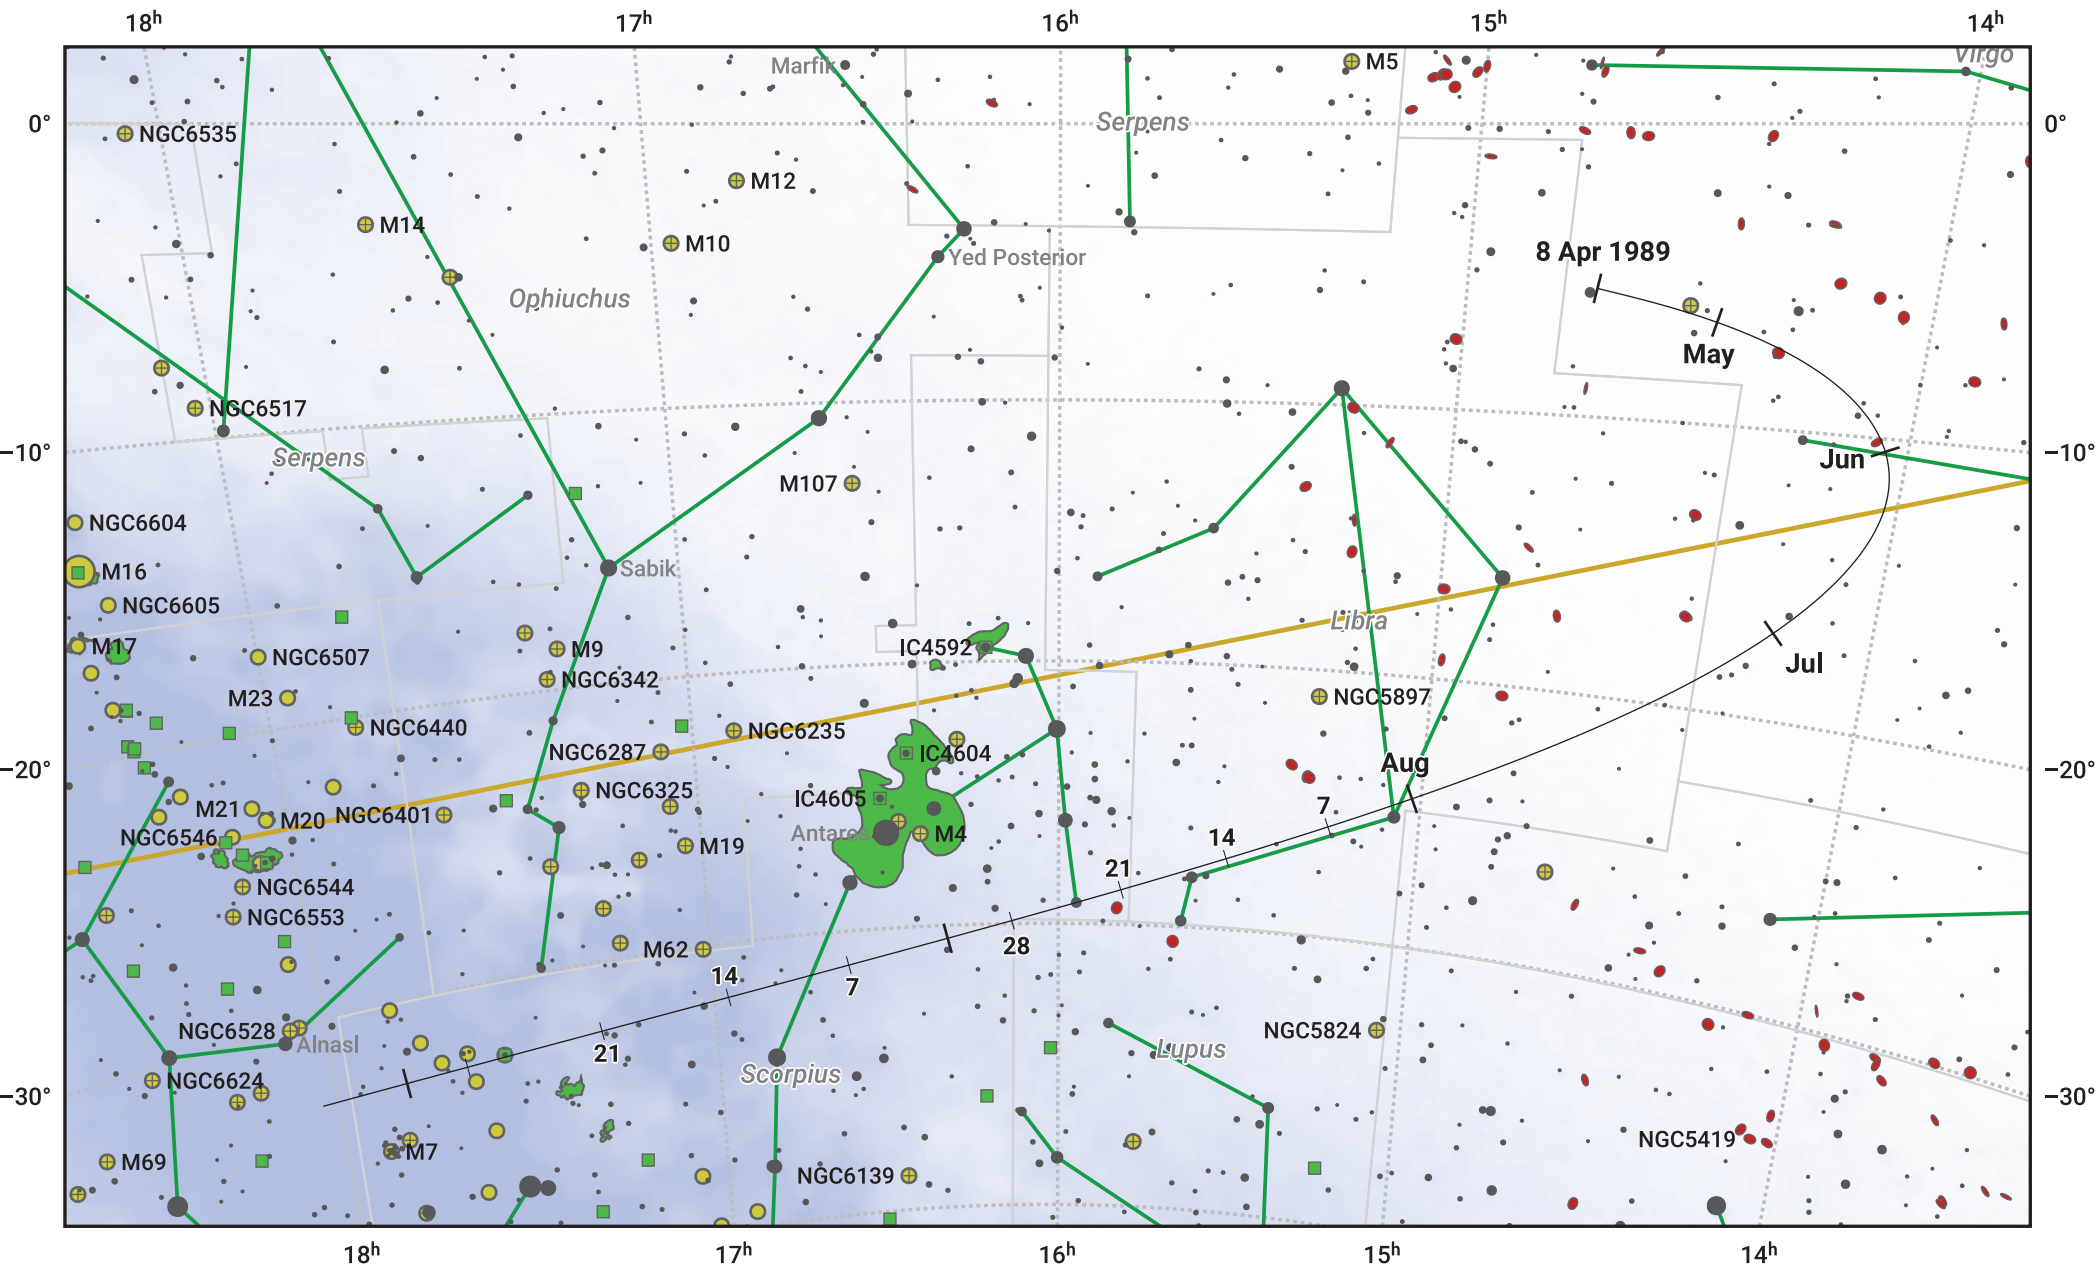 18h 17h 16h 15h 14h
Virgo
Marfik
M5
Serpens
0° 0°
NGC6535
M12
M14
M10
Yed Posterior
8 Apr 1989
Ophiuchus
May
NGC6517
−10° Serpens Jun −10°
M107
NGC6604
M16
Sabik
NGC6605
Libra
M17
IC4592
M9
NGC6507
Jul
NGC6342
M23
NGC5897
NGC6440
NGC6235
NGC6287
IC4604
Aug
−20° −20°
NGC6325
IC4605
M21
7
M20
NGC6401
NGC6546
Antares
M4
14
M19
21
NGC6544
NGC6553
M62
28
14
7
NGC6528
Alnasl
21
NGC5824
Lupus
Scorpius
NGC6624
−30° −30°
NGC5419
M7
M69
NGC6139
18h 17h 16h 15h 14h